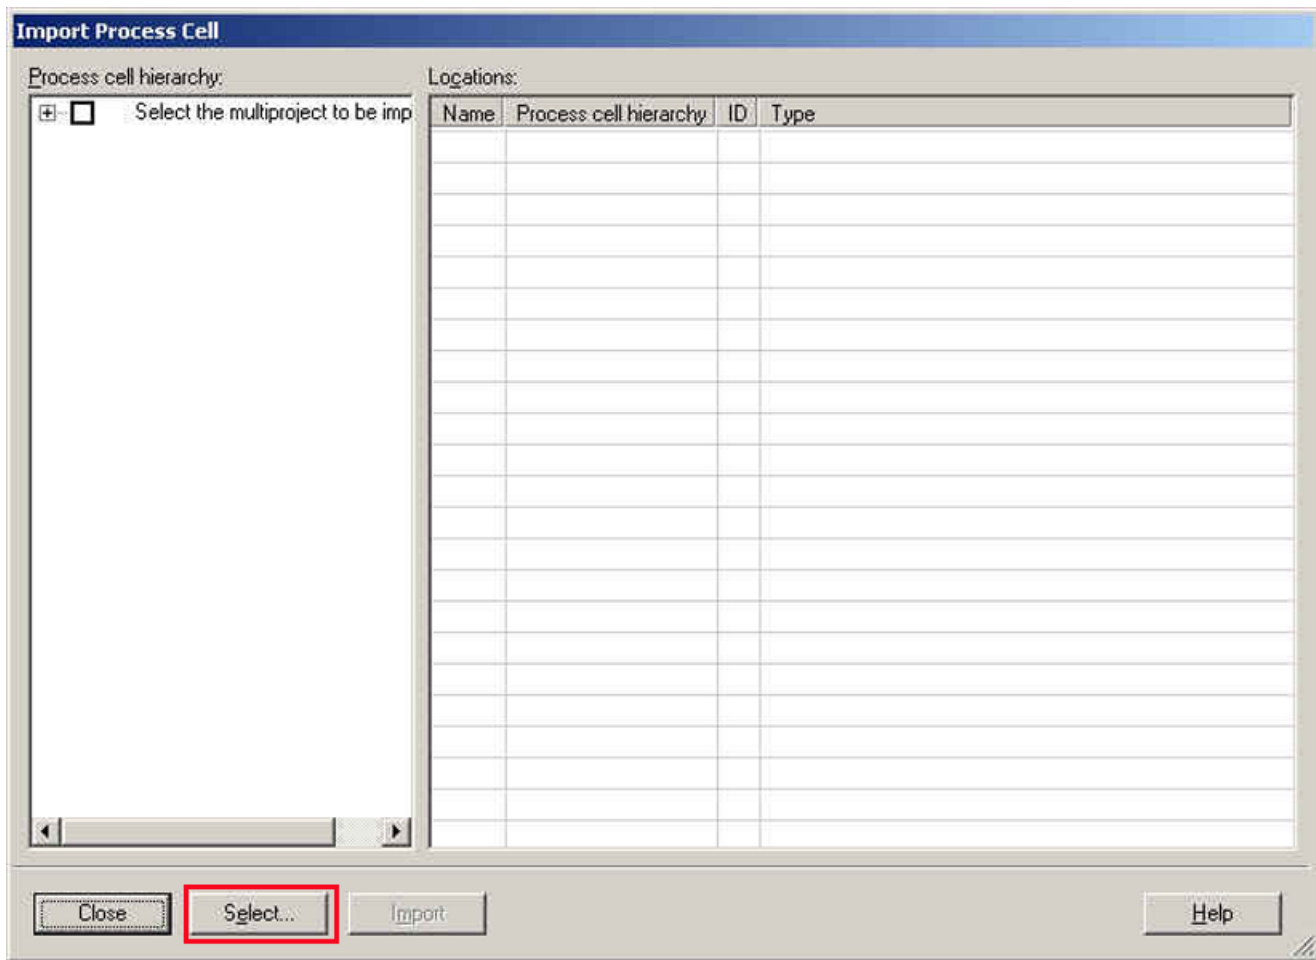 Import Process Cell
Process cell hierarchy:
Locations:
Select the multiproject to be imp
Name Process cell hierarchy ID Type
Close Select... Import Help